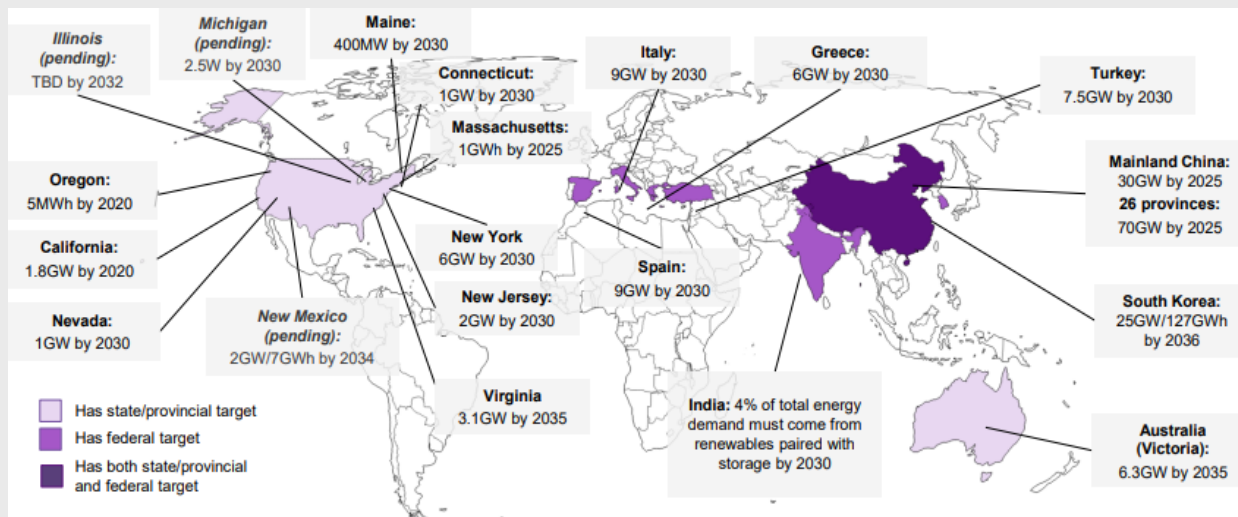 Illinois
(pending):
TBD by 2032
Michigan
(pending):
2.5W by 2030
Maine:
400MW by 2030
Connecticut:
1GW by 2030
Massachusetts:
1GWh by 2025
Italy:
9GW by 2030
Greece:
6GW by 2030
Turkey:
7.5GW by 2030
Oregon:
5MWh by 2020
California:
1.8GW by 2020
Nevada:
1GW by 2030
New Mexico
(pending):
2GW/7GWh by 2034
New York
6GW by 2030
New Jersey:
2GW by 2030
Virginia
3.1GW by 2035
Spain:
9GW by 2030
Mainland China:
30GW by 2025
26 provinces:
70GW by 2025
South Korea:
25GW/127GWh
by 2036
India: 4% of total energy
demand must come from
renewables paired with
storage by 2030
Australia
(Victoria):
6.3GW by 2035
Has state/provincial target
Has federal target
Has both state/provincial
and federal target